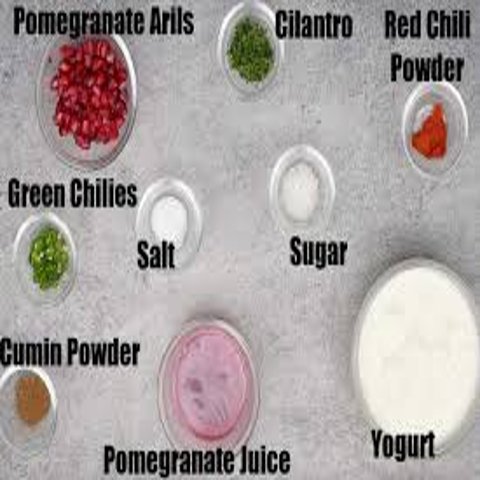 Pomegranate Arils
Cilantro
Red Chili
Powder
Green Chilies
Salt
Sugar
Cumin Powder
Pomegranate Juice
Yogurt